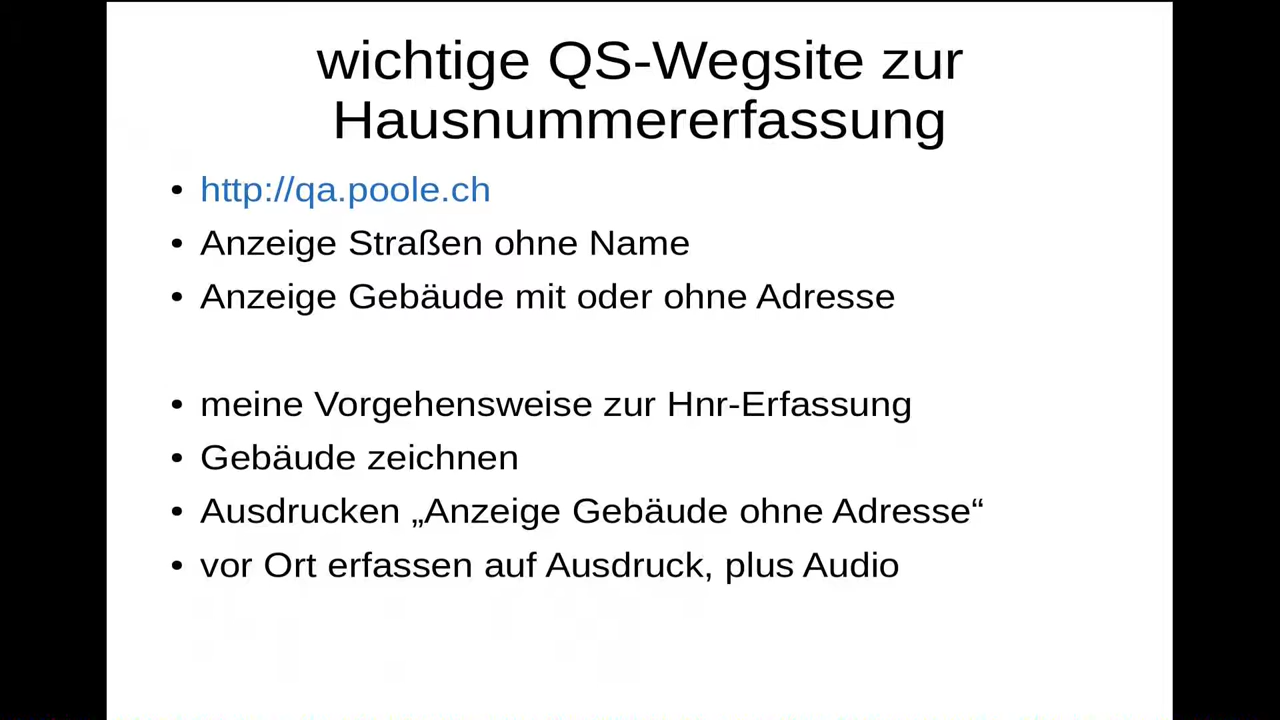 wichtige QS-Wegsite zur
Hausnummererfassung
• http://qa.poole.ch
• Anzeige Straßen ohne Name
• Anzeige Gebäude mit oder ohne Adresse
• meine Vorgehensweise zur Hnr-Erfassung
• Gebäude zeichnen
• Ausdrucken „Anzeige Gebäude ohne Adresse“
• vor Ort erfassen auf Ausdruck, plus Audio